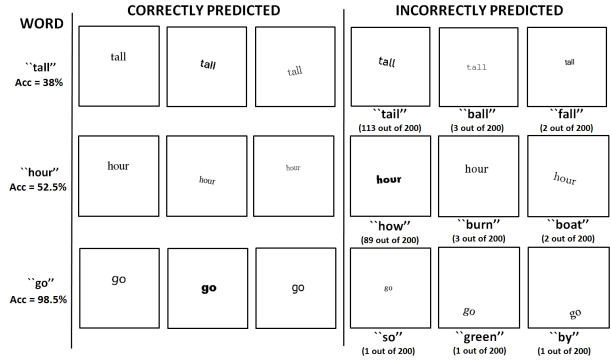 CORRECTLY PREDICTED INCORRECTLY PREDICTED
WORD
tall tall tall tall tall tall
``tall’’
Acc = 38%
``tail’’ ``ball’’ ``fall’’
(113 out of 200) (3 out of 200) (2 out of 200)
hour hour hour hour hour hour
``hour’’
Acc = 52.5%
``how’’ ``burn’’ ``boat’’
(89 out of 200) (3 out of 200) (2 out of 200)
go go go go go go
``go’’
Acc = 98.5%
``so’’ ``green’’ ``by’’
(1 out of 200) (1 out of 200) (1 out of 200)